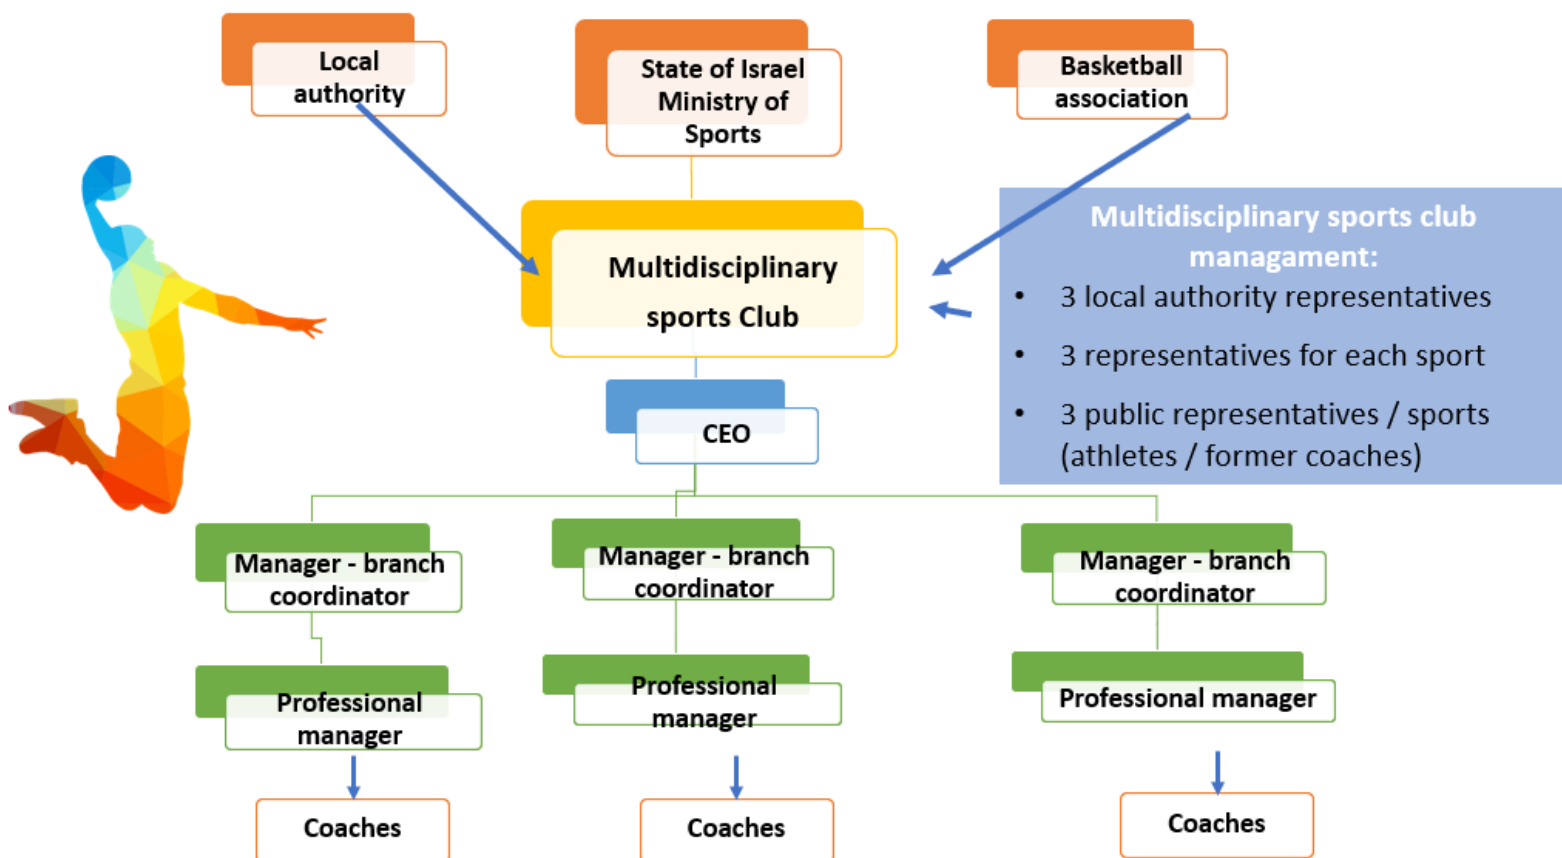 Local
authority
State of Israel
Ministry of
Sports
Basketball
association
Multidisciplinary
sports Club
Multidisciplinary sports club
managament:
• 3 local authority representatives
• 3 representatives for each sport
• 3 public representatives / sports
(athletes / former coaches)
CEO
Manager - branch
coordinator
Manager - branch
coordinator
Manager - branch
coordinator
Professional
manager
Professional
manager
Professional manager
Coaches
Coaches
Coaches